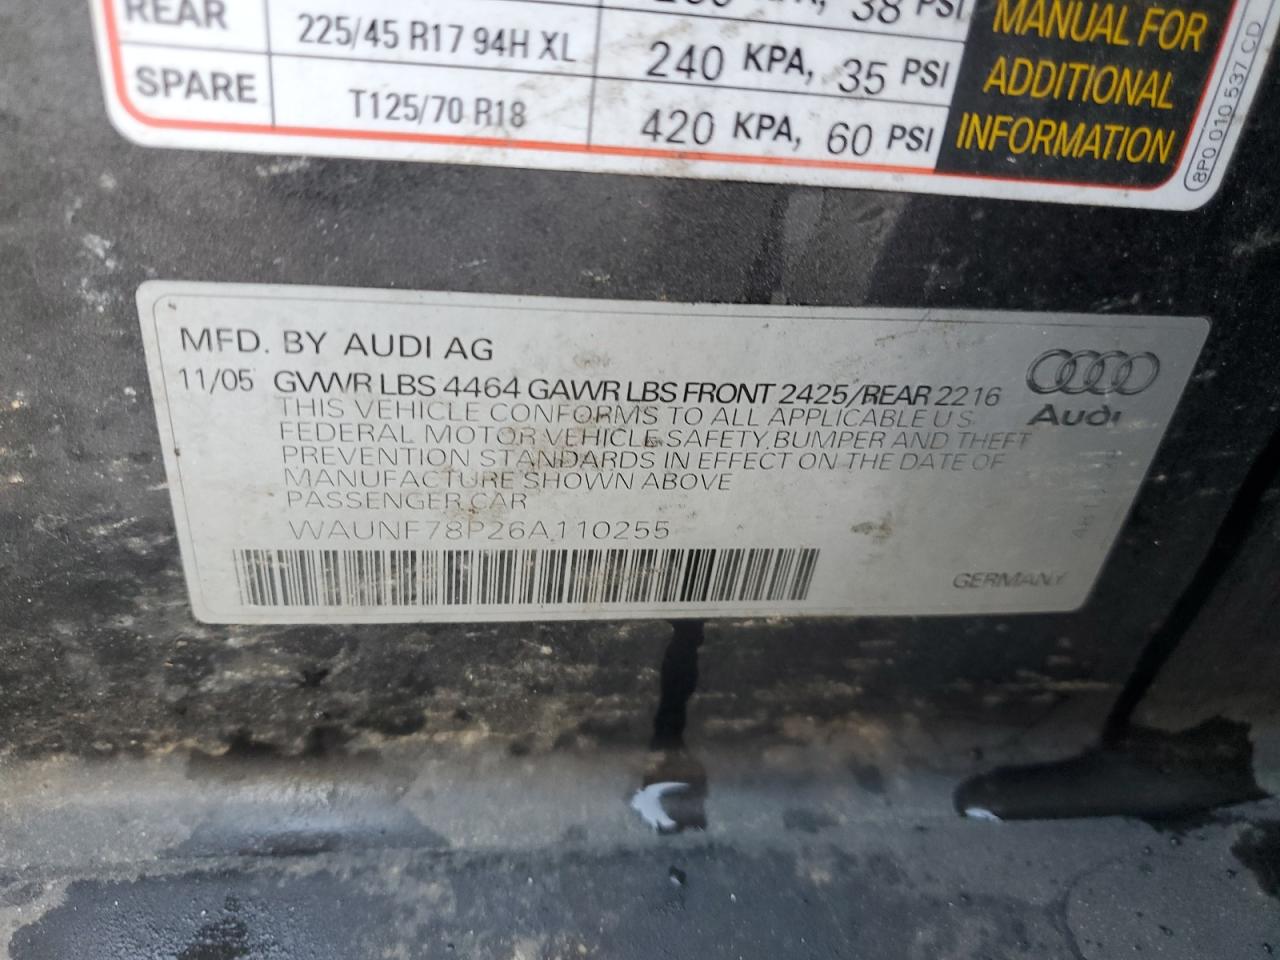 REAR 225/45 R17 94H XL 38 PSI
240 KPA, 35 PSI
SPARE T125/70 R18 420 KPA, 60 PSI
MANUAL FOR
ADDITIONAL
INFORMATION
8P0 010 537 CD
MFD. BY AUDI AG
11/05 GVWR LBS 4464 GAWR LBS FRONT 2425/REAR 2216
THIS VEHICLE CONFORMS TO ALL APPLICABLE U.S.
FEDERAL MOTOR VEHICLE SAFETY, BUMPER AND THEFT
PREVENTION STANDARDS IN EFFECT ON THE DATE OF
MANUFACTURE SHOWN ABOVE
PASSENGER CAR
WAUNF78P26A110255
Audi
GERMANY